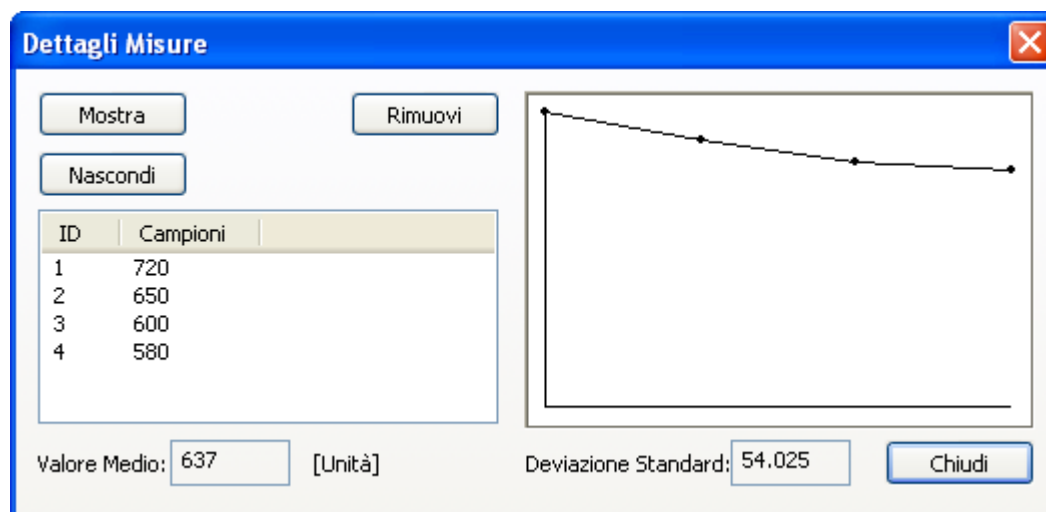 Dettagli Misure
Mostra
Rimuovi
Nascondi
ID Campioni
1 720
2 650
3 600
4 580
Valore Medio: 637 [Unità]
Deviazione Standard: 54.025
Chiudi